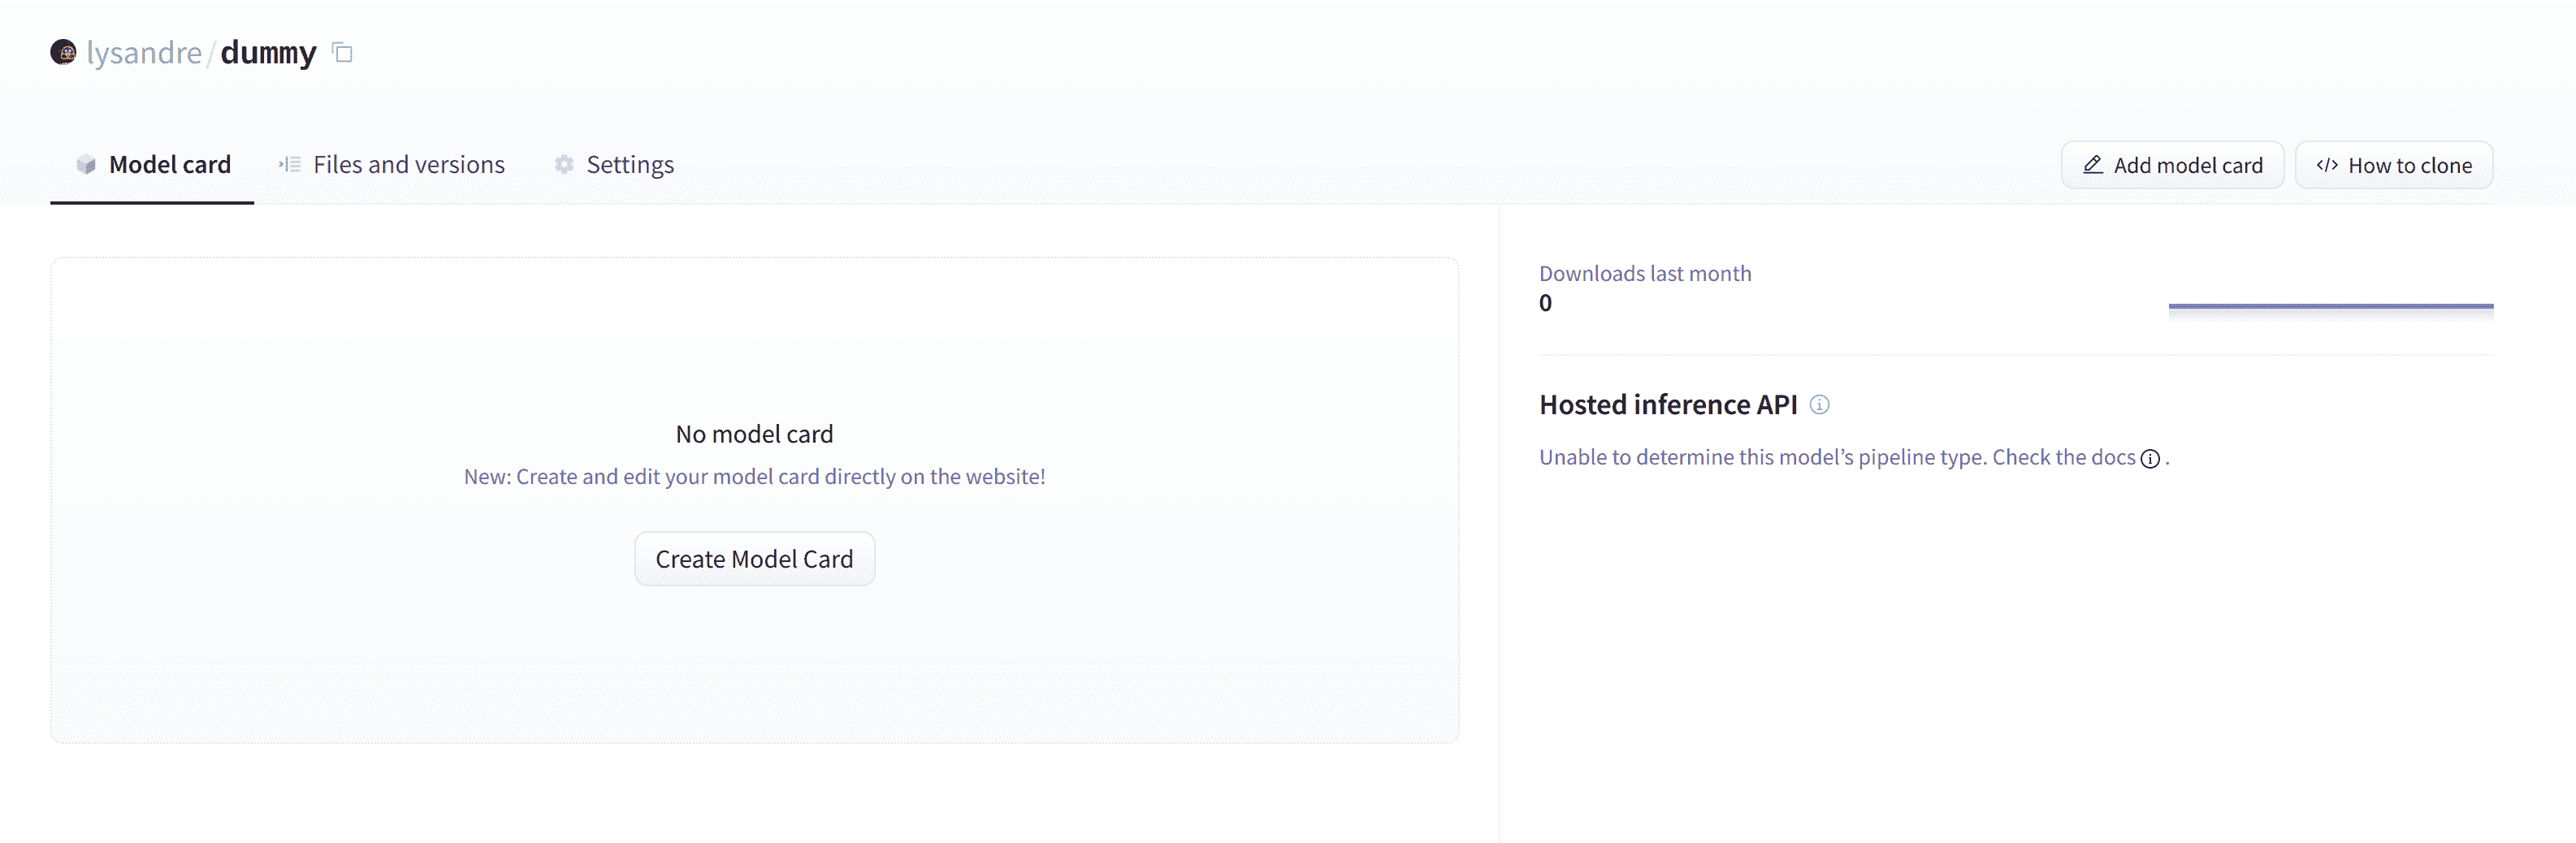 lysandre/dummy
Model card
Files and versions
Settings
Add model card
</> How to clone
No model card
New: Create and edit your model card directly on the website!
Create Model Card
Downloads last month
0
Hosted inference API
Unable to determine this model’s pipeline type. Check the docs .